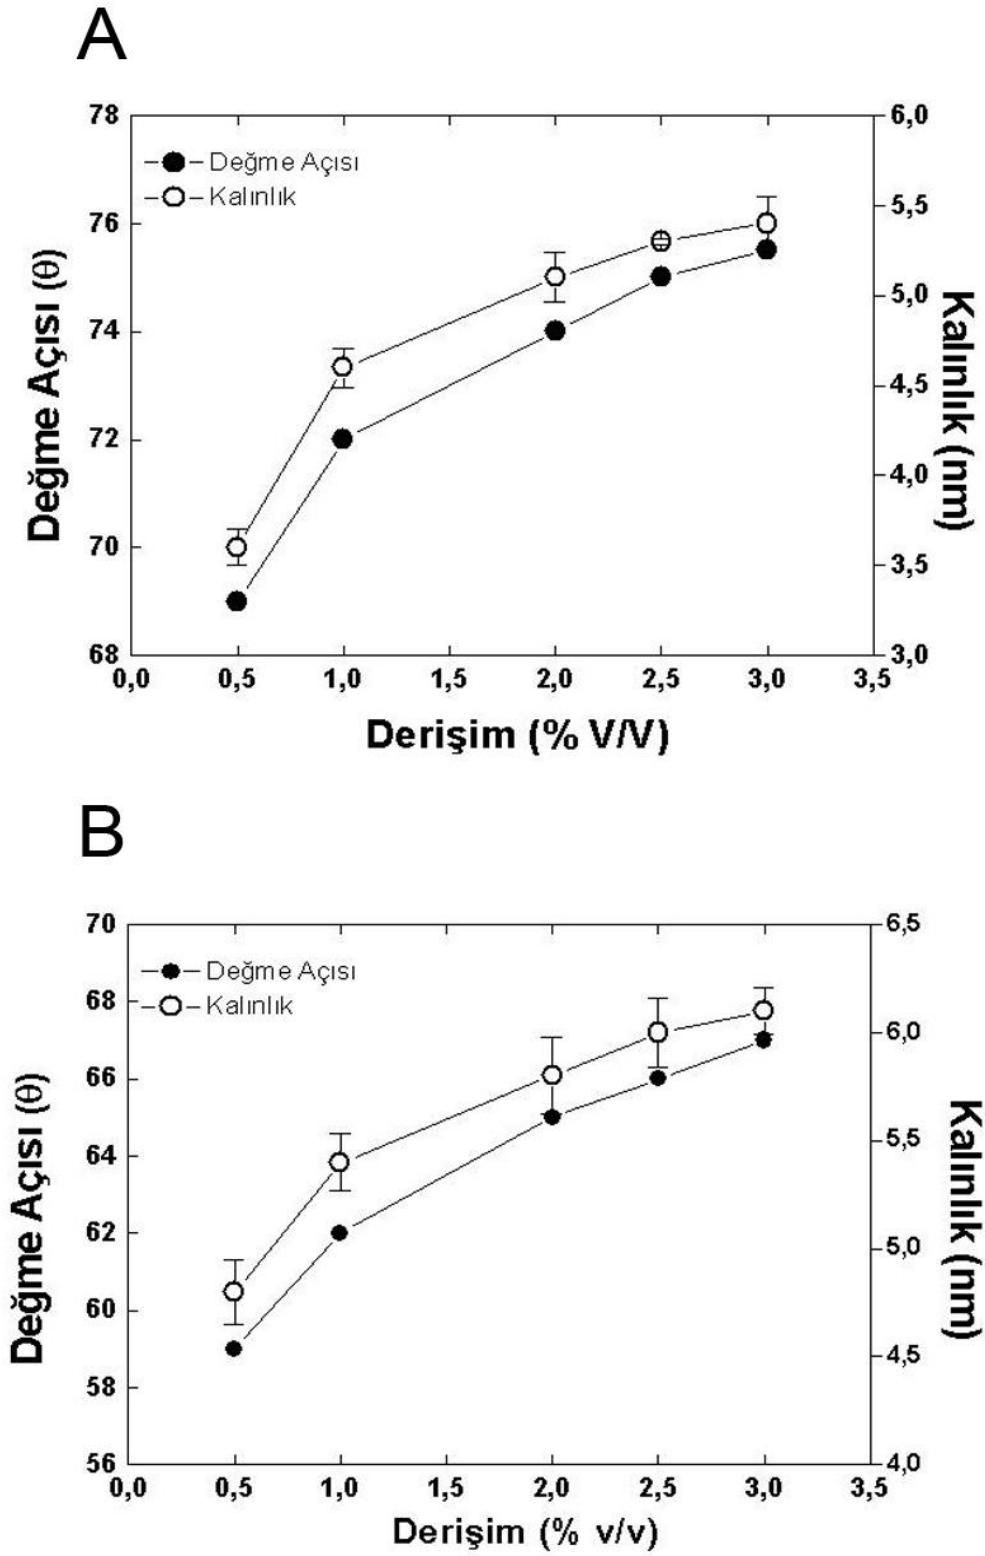 A
78
76
74
72
70
68
6,0
5,5
5,0
4,5
4,0
3,5
3,0
Değme Açısı
Kalınlık
Değme Açısı (θ)
Kalınlık (nm)
0,0 0,5 1,0 1,5 2,0 2,5 3,0 3,5
Derişim (% V/V)
B
70
68
66
64
62
60
58
56
6,5
6,0
5,5
5,0
4,5
4,0
Değme Açısı
Kalınlık
Değme Açısı (θ)
Kalınlık (nm)
0,0 0,5 1,0 1,5 2,0 2,5 3,0 3,5
Derişim (% v/v)